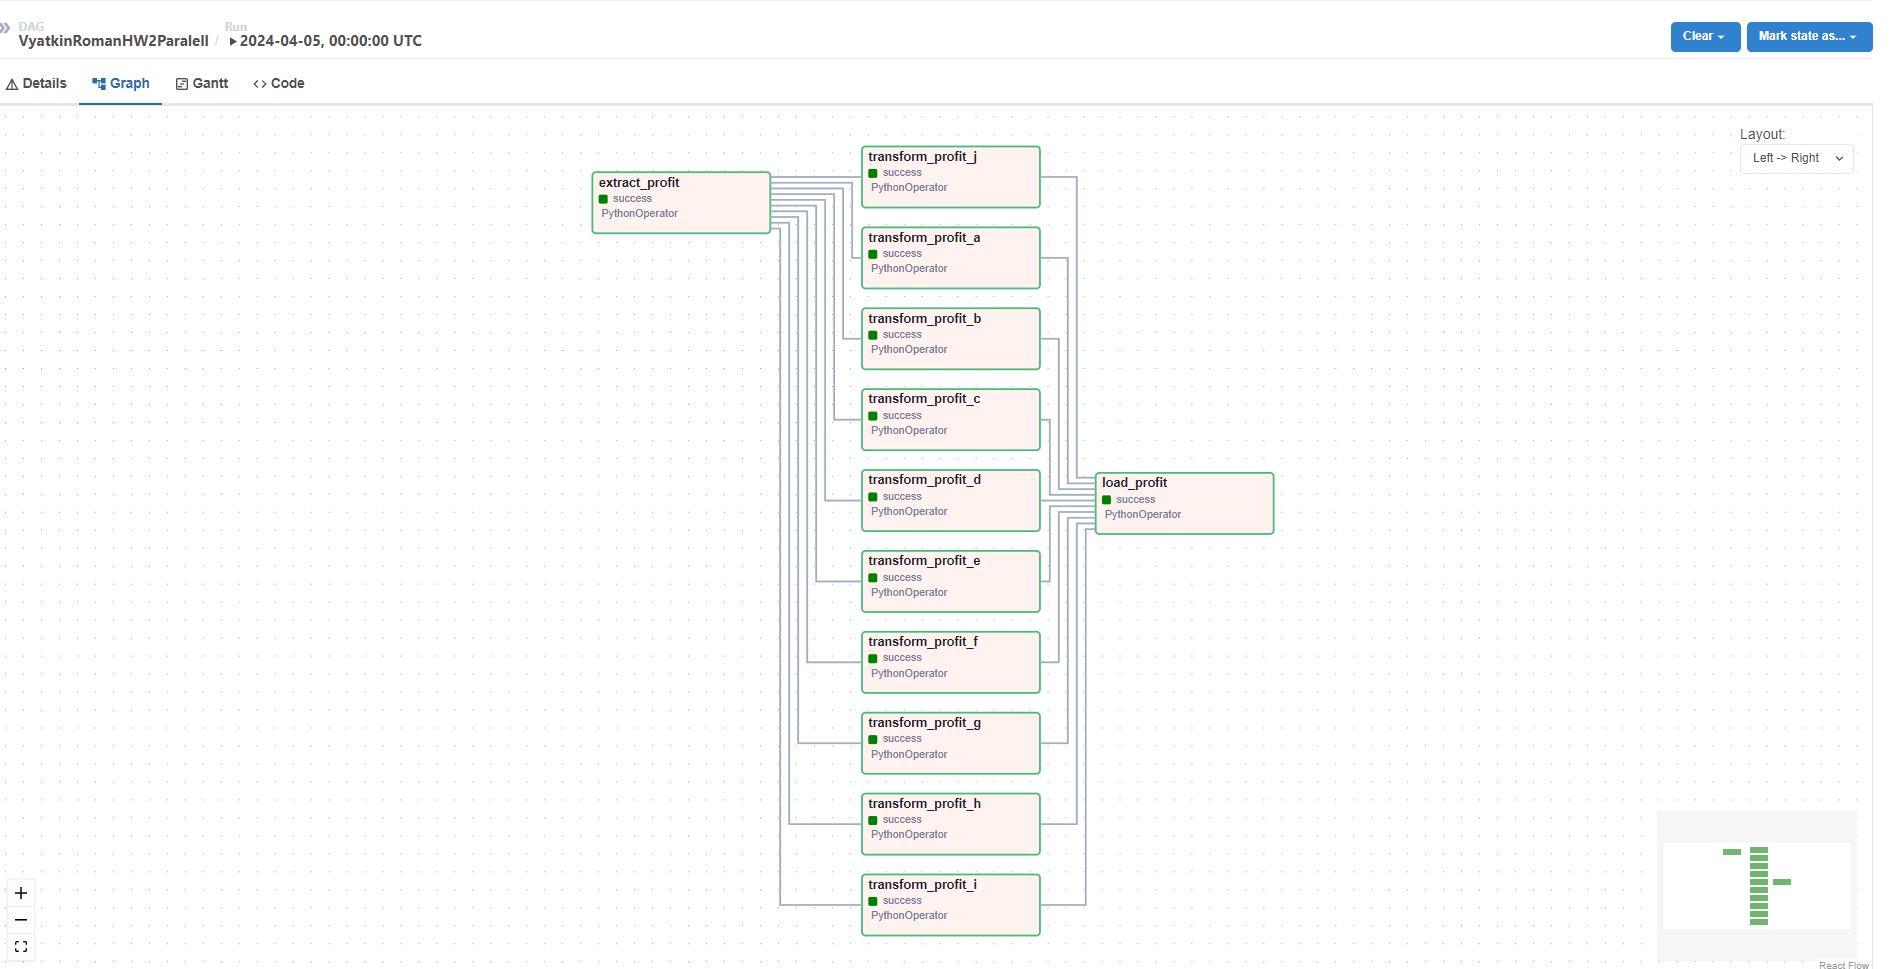 DAG
VyatkinRomanHW2Paralell / 2024-04-05, 00:00:00 UTC
Run
Clear
Mark state as...
Details
Graph
Gantt
Code
Layout:
Left -> Right
extract_profit
success
PythonOperator
transform_profit_j
success
PythonOperator
transform_profit_a
success
PythonOperator
transform_profit_b
success
PythonOperator
transform_profit_c
success
PythonOperator
transform_profit_d
success
PythonOperator
load_profit
success
PythonOperator
transform_profit_e
success
PythonOperator
transform_profit_f
success
PythonOperator
transform_profit_g
success
PythonOperator
transform_profit_h
success
PythonOperator
transform_profit_i
success
PythonOperator
React Flow